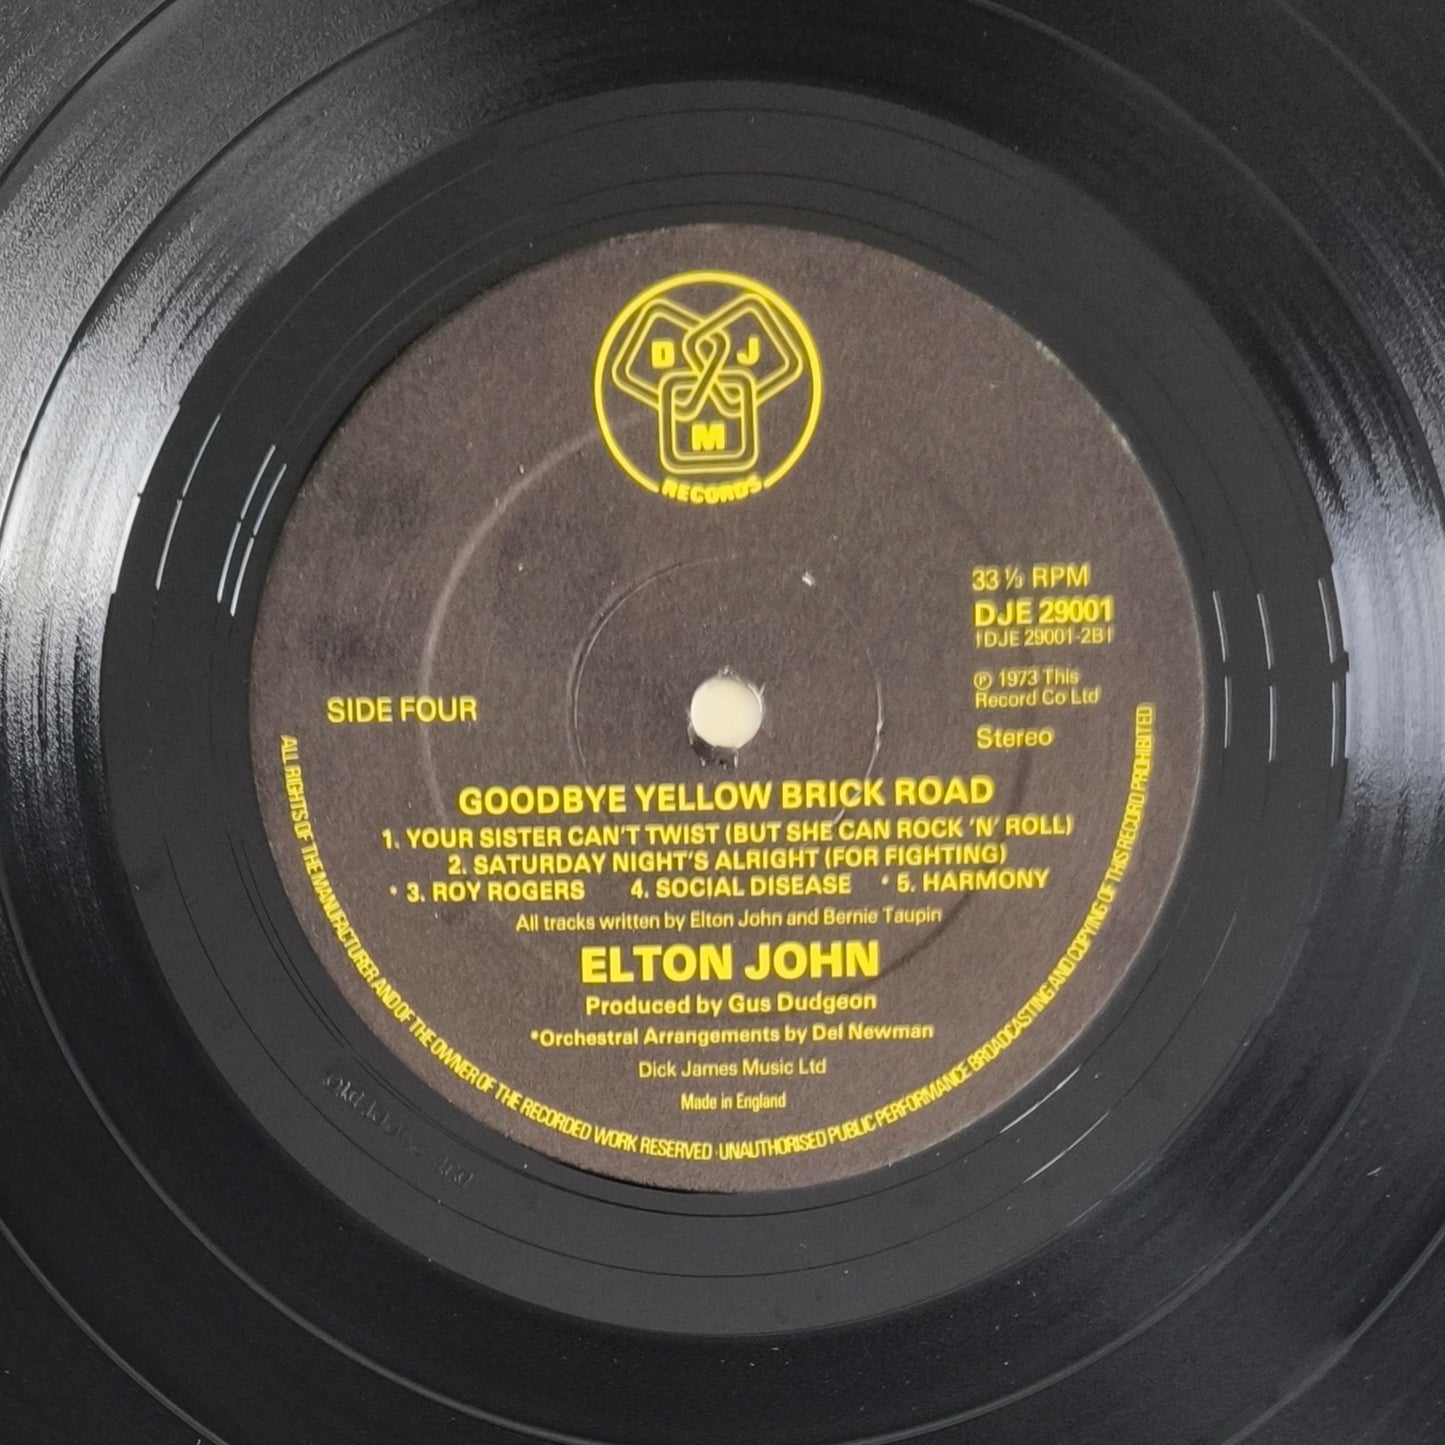 D J
M
RECORDS
33 ⅓ RPM
DJE 29001
(DJE 29001-2B)
℗ 1973 This
Record Co Ltd
SIDE FOUR
Stereo
GOODBYE YELLOW BRICK ROAD
1. YOUR SISTER CAN'T TWIST (BUT SHE CAN ROCK 'N' ROLL)
2. SATURDAY NIGHT'S ALRIGHT (FOR FIGHTING)
* 3. ROY ROGERS 4. SOCIAL DISEASE * 5. HARMONY
All tracks written by Elton John and Bernie Taupin
ELTON JOHN
Produced by Gus Dudgeon
*Orchestral Arrangements by Del Newman
Dick James Music Ltd
Made in England
ALL RIGHTS OF THE MANUFACTURER AND OF THE OWNER OF THE RECORDED WORK RESERVED · UNAUTHORISED PUBLIC PERFORMANCE BROADCASTING AND COPYING OF THIS RECORD PROHIBITED